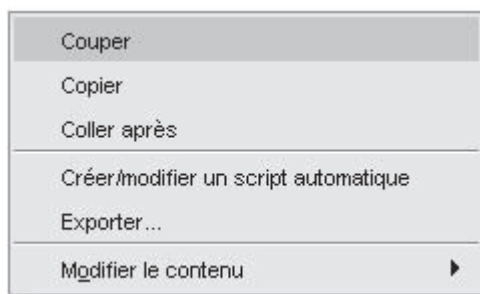 Couper
Copier
Coller après
Créer/modifier un script automatique
Exporter...
Modifier le contenu